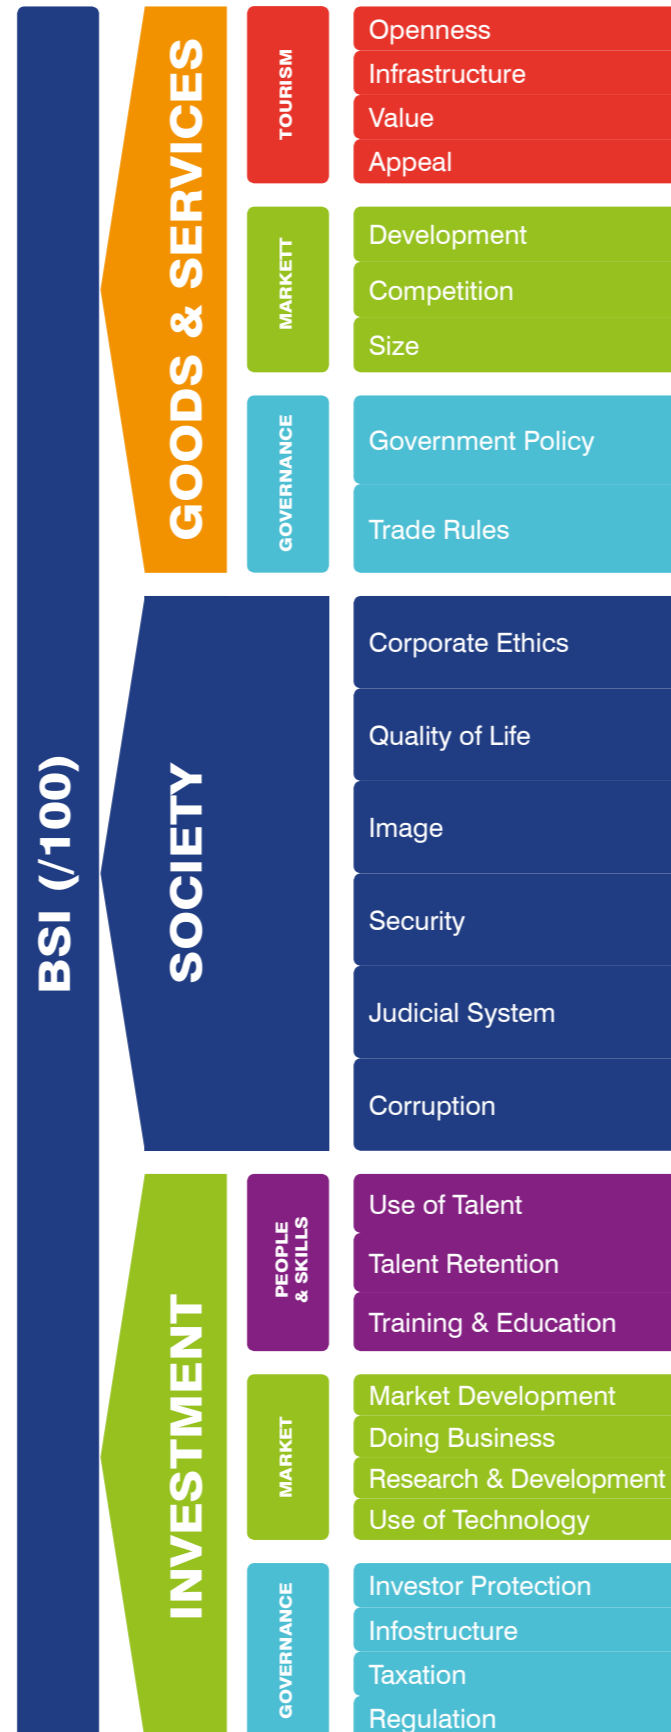 BSI (/100)
GOODS & SERVICES
TOURISM
Openness
Infrastructure
Value
Appeal
MARKETT
Development
Competition
Size
GOVERNANCE
Government Policy
Trade Rules
SOCIETY
Corporate Ethics
Quality of Life
Image
Security
Judicial System
Corruption
INVESTMENT
PEOPLE
& SKILLS
Use of Talent
Talent Retention
Training & Education
MARKET
Market Development
Doing Business
Research & Development
Use of Technology
GOVERNANCE
Investor Protection
Infostructure
Taxation
Regulation